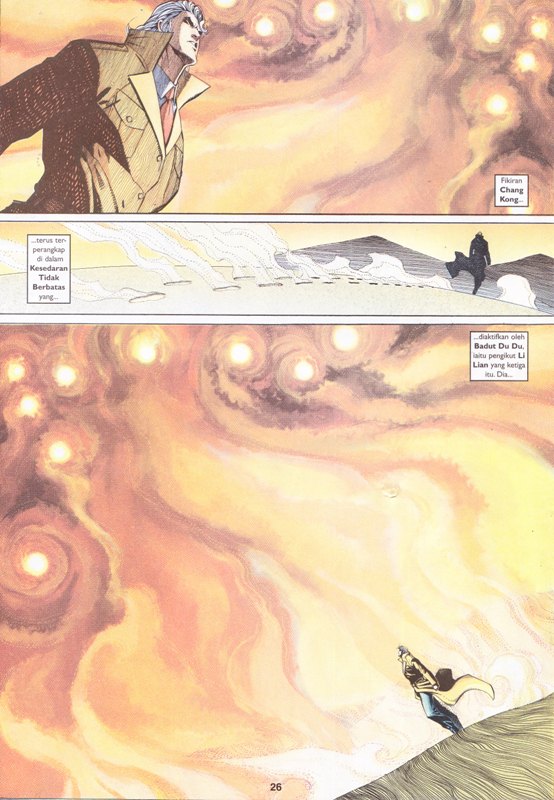 Fikiran
Chang
Kong...
...terus ter-
perangkap
di dalam
Kesedaran
Tidak
Berbatas
yang...
...diaktifkan oleh
Badut Du Du,
iaitu pengikut Li
Lian yang ketiga
itu. Dia...
26